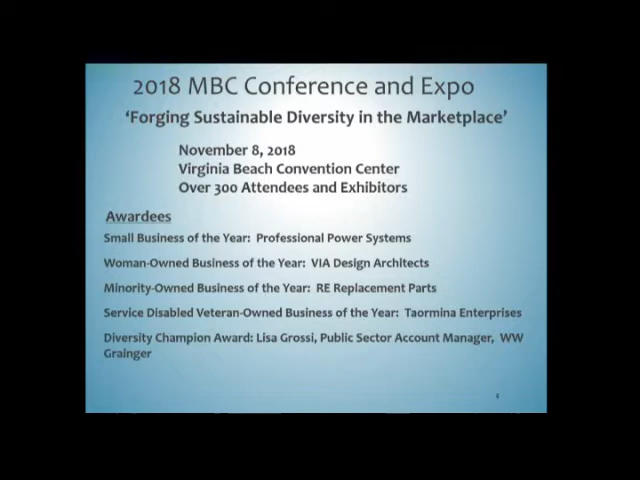 2018 MBC Conference and Expo
‘Forging Sustainable Diversity in the Marketplace’
November 8, 2018
Virginia Beach Convention Center
Over 300 Attendees and Exhibitors
Awardees
Small Business of the Year: Professional Power Systems
Woman-Owned Business of the Year: VIA Design Architects
Minority-Owned Business of the Year: RE Replacement Parts
Service Disabled Veteran-Owned Business of the Year: Taormina Enterprises
Diversity Champion Award: Lisa Grossi, Public Sector Account Manager, WW
Grainger